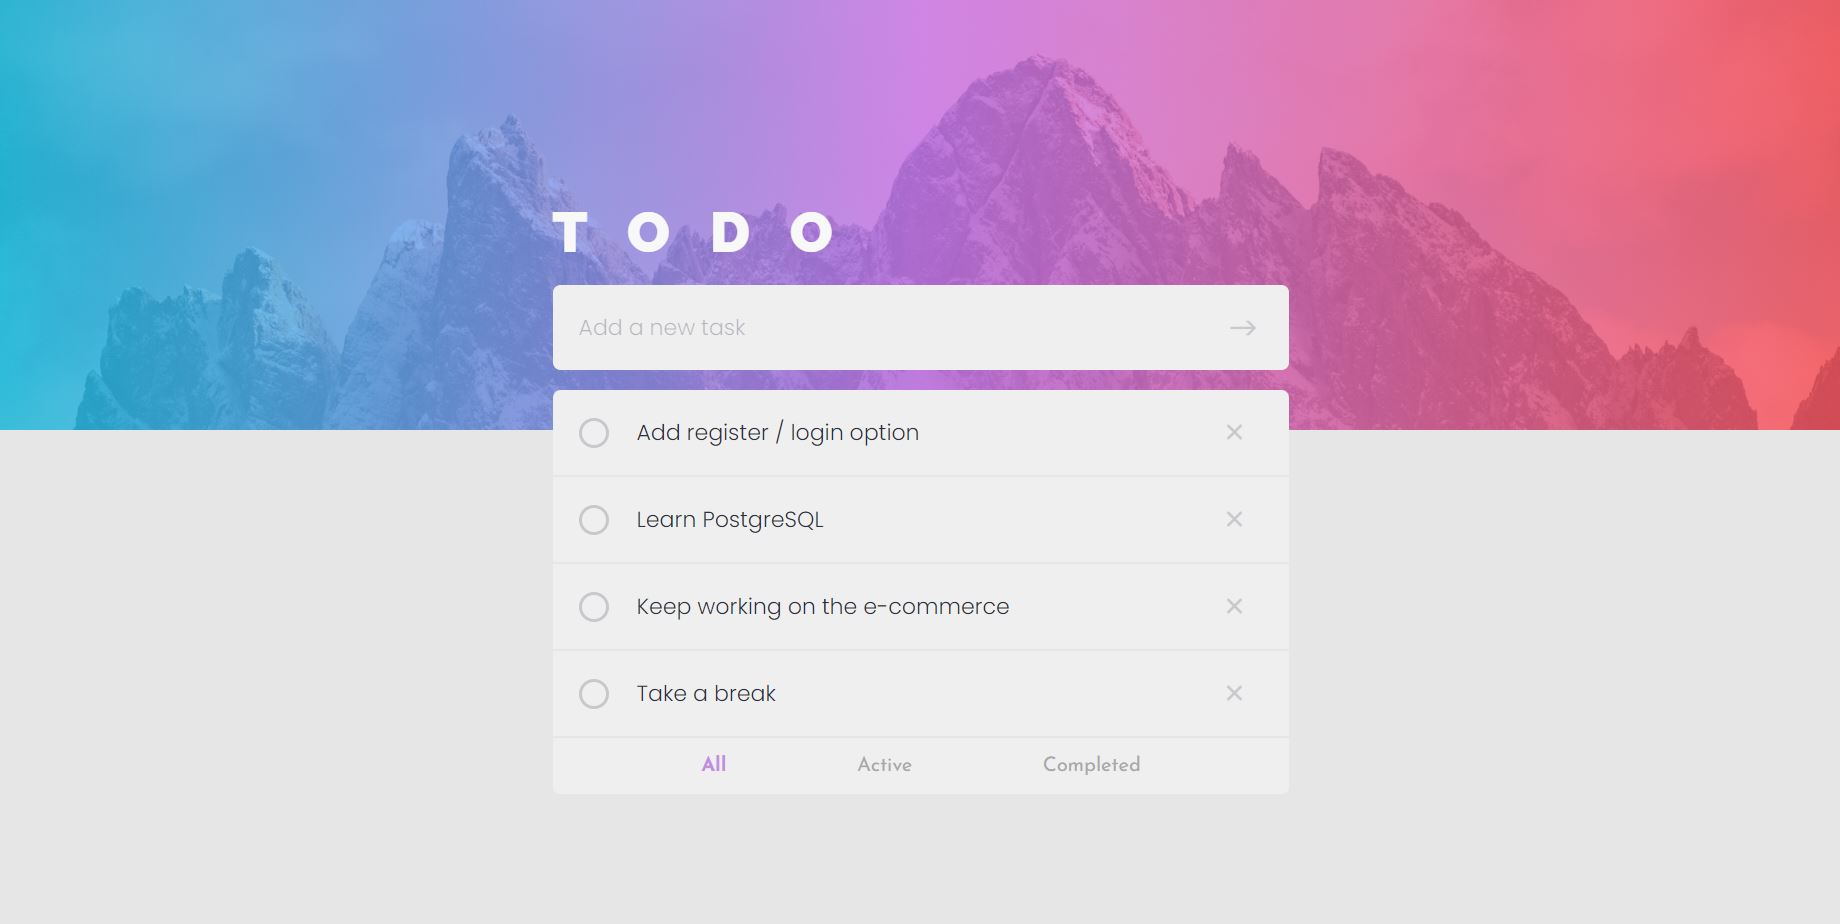 TODO
Add a new task
Add register / login option
Learn PostgreSQL
Keep working on the e-commerce
Take a break
All Active Completed